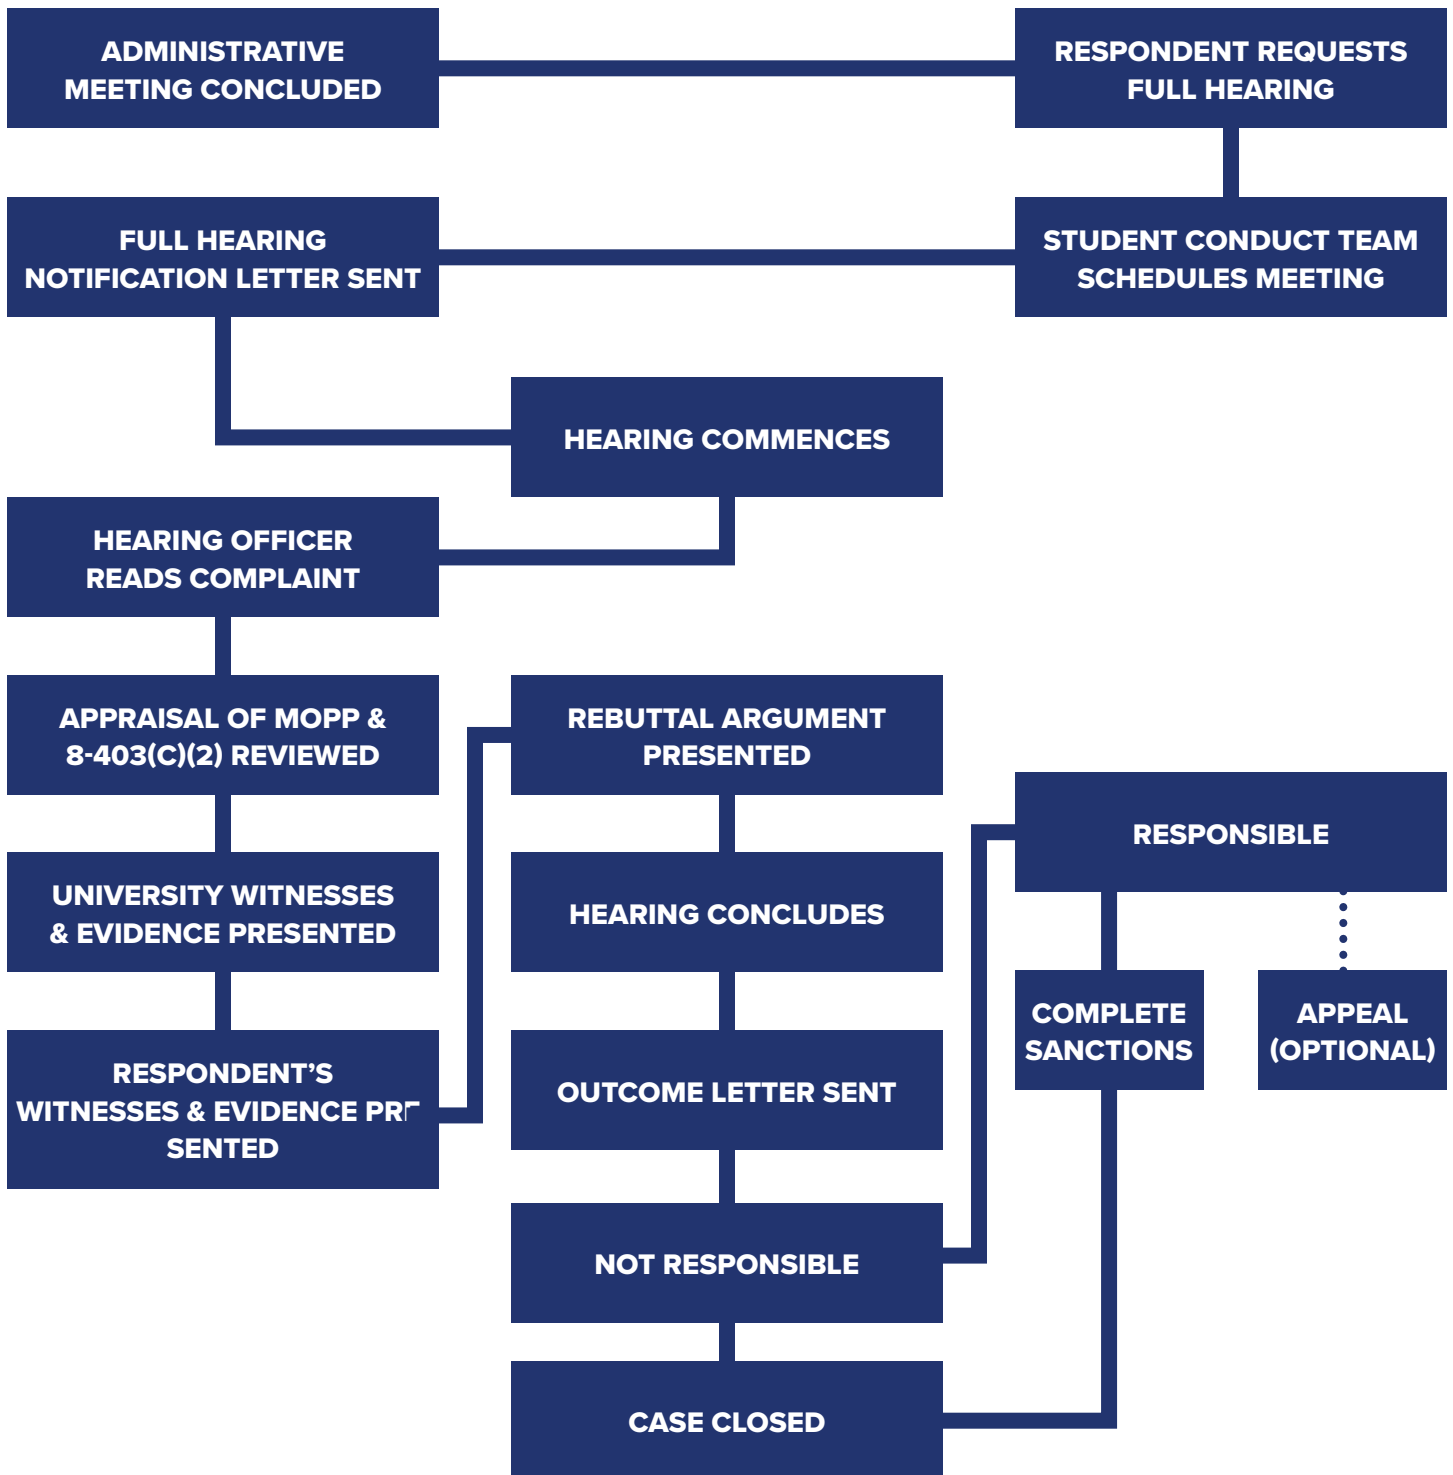 ADMINISTRATIVE
MEETING CONCLUDED
RESPONDENT REQUESTS
FULL HEARING
STUDENT CONDUCT TEAM
SCHEDULES MEETING
FULL HEARING
NOTIFICATION LETTER SENT
HEARING COMMENCES
HEARING OFFICER
READS COMPLAINT
APPRAISAL OF MOPP &
8-403(C)(2) REVIEWED
UNIVERSITY WITNESSES
& EVIDENCE PRESENTED
RESPONDENT’S
WITNESSES & EVIDENCE PRE
SENTED
REBUTTAL ARGUMENT
PRESENTED
HEARING CONCLUDES
OUTCOME LETTER SENT
NOT RESPONSIBLE
RESPONSIBLE
COMPLETE
SANCTIONS
APPEAL
(OPTIONAL)
CASE CLOSED